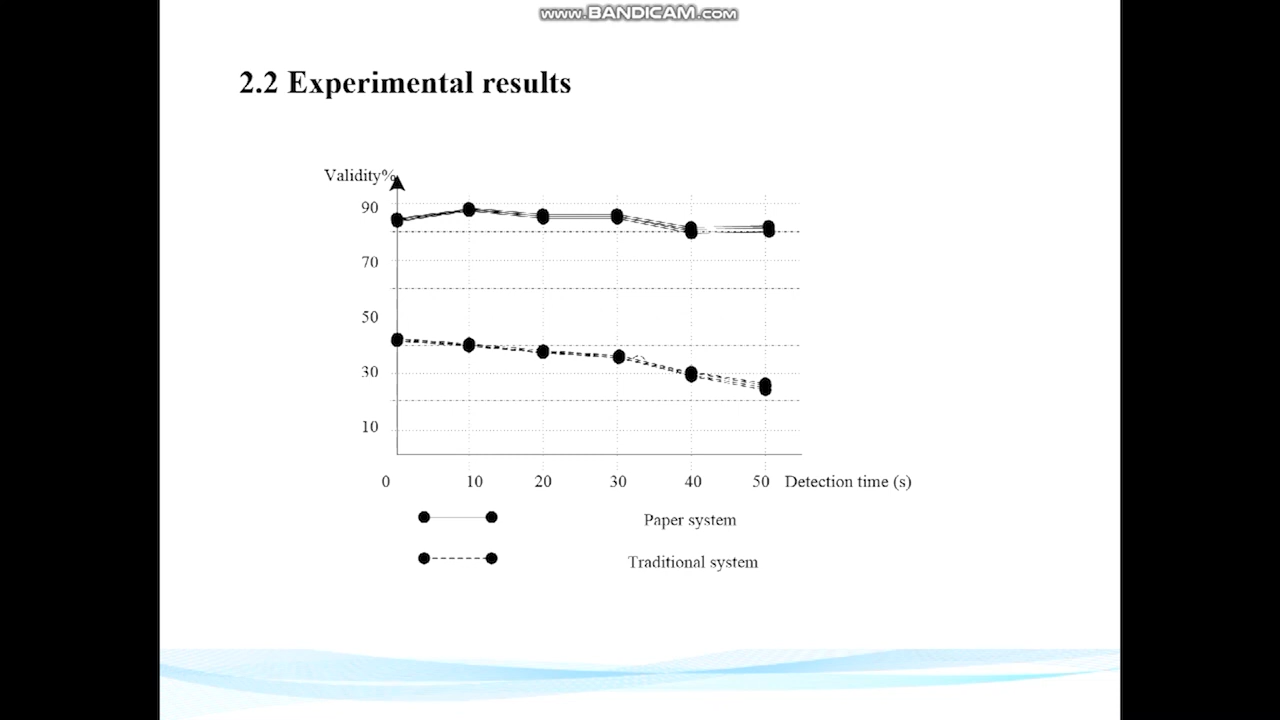 www.BANDICAM.com
2.2 Experimental results
Validity%
90
70
50
30
10
0 10 20 30 40 50 Detection time (s)
Paper system
Traditional system